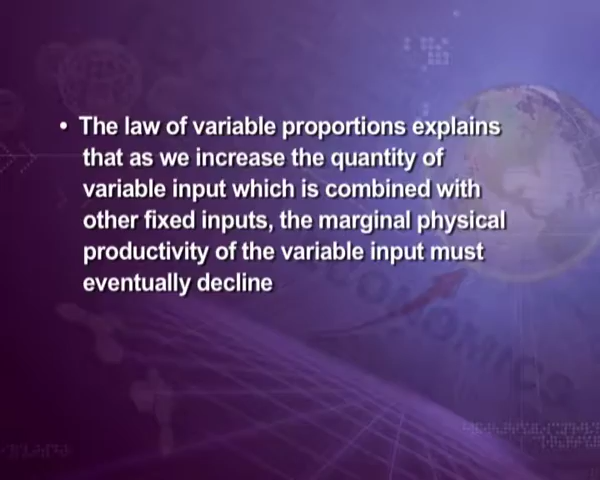 • The law of variable proportions explains
that as we increase the quantity of
variable input which is combined with
other fixed inputs, the marginal physical
productivity of the variable input must
eventually decline
ECONOMICS